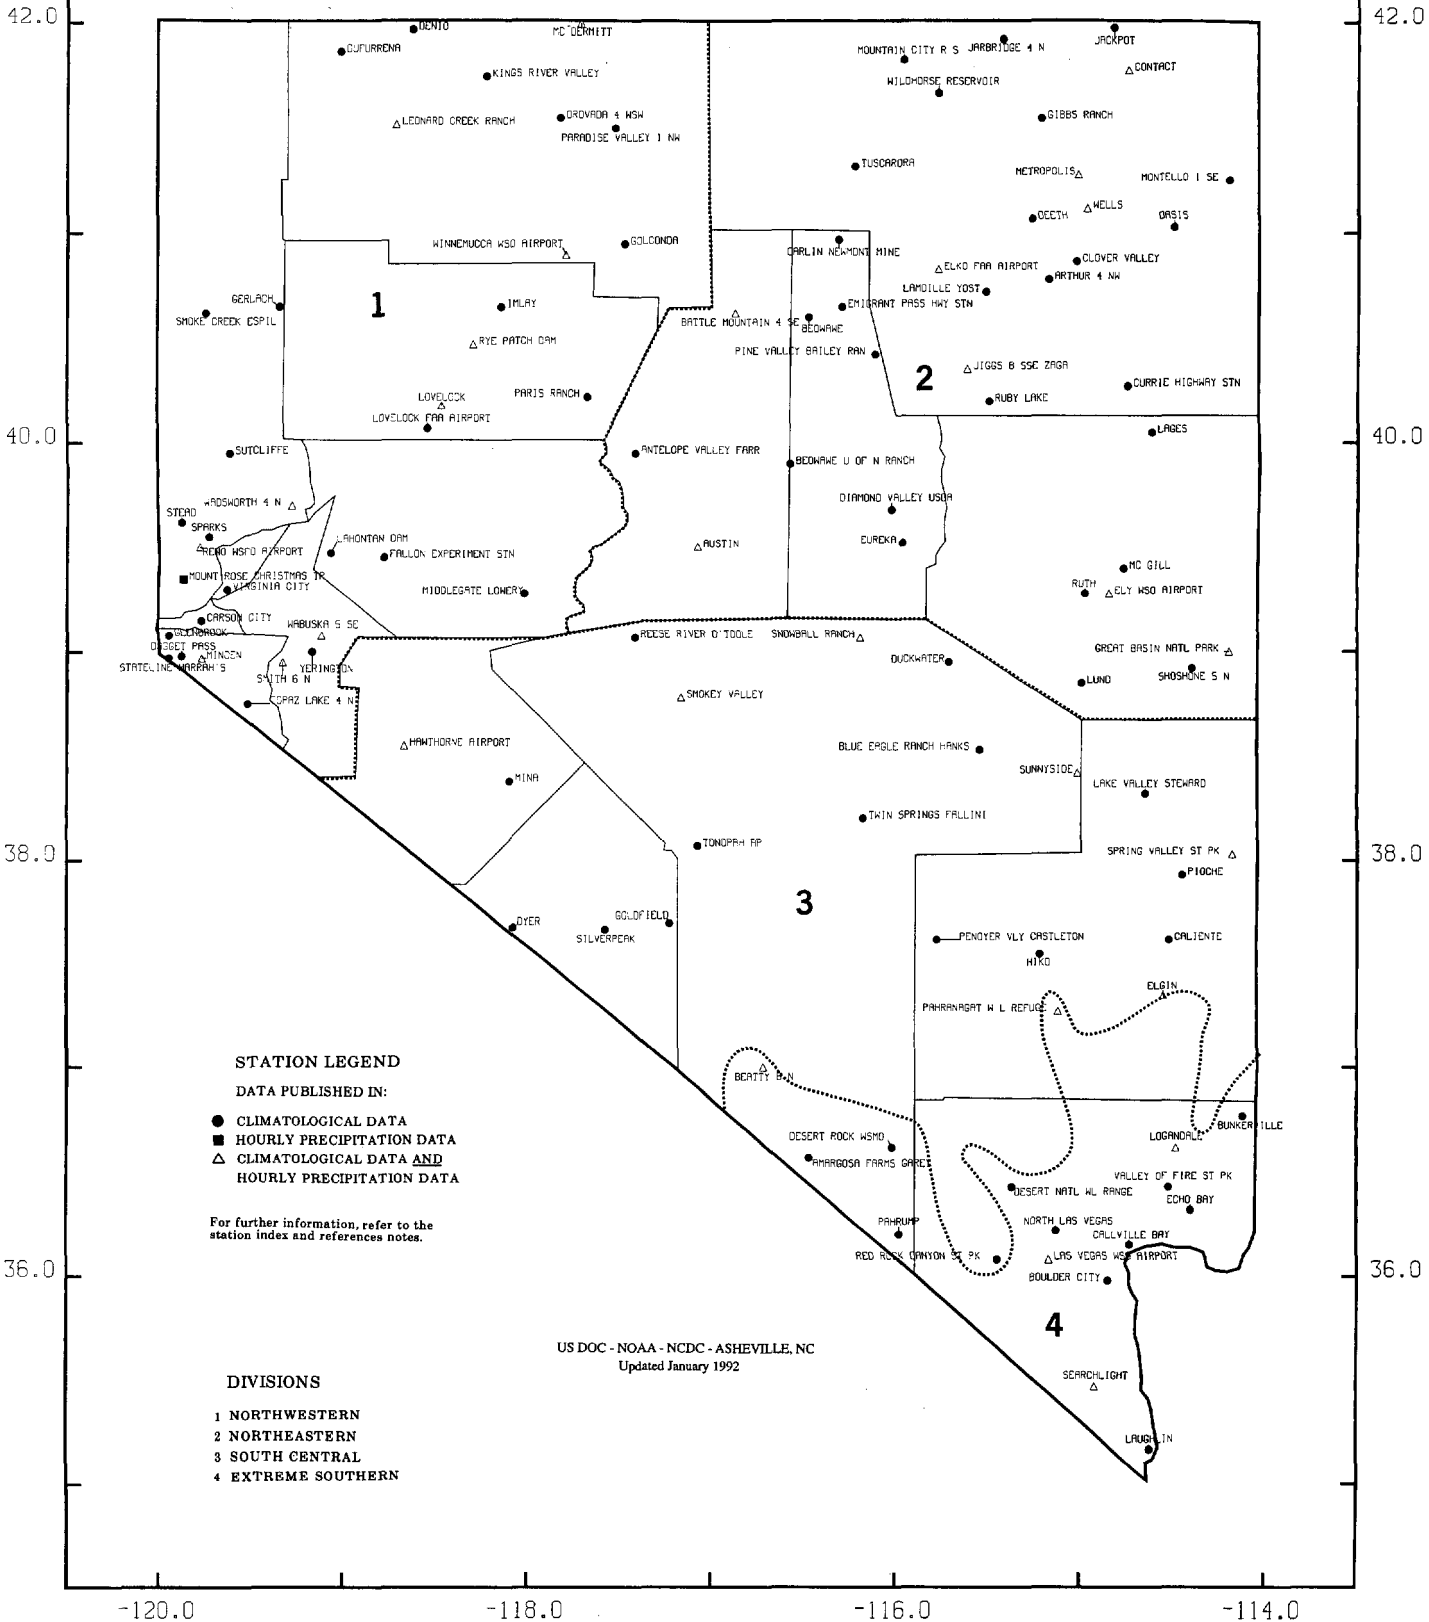 42.0
42.0
DENIO
MC DERMITT
GUFURRENA
KINGS RIVER VALLEY
LEONARD CREEK RANCH
OROVADA 4 WSW
PARADISE VALLEY 1 NW
MOUNTAIN CITY R S
JARBRIDGE 4 N
JACKPOT
CONTACT
WILDHORSE RESERVOIR
GIBBS RANCH
TUSCARORA
METROPOLIS
MONTELLO 1 SE
WELLS
DEETH
OASIS
WINNEMUCCA WSO AIRPORT
GOLCONDA
CARLIN NEWMONT MINE
ELKO FAA AIRPORT
CLOVER VALLEY
ARTHUR 4 NW
LAMOILLE YOST
GERLACH
1
IMLAY
SMOKE CREEK ESPIL
EMIGRANT PASS HWY STN
BATTLE MOUNTAIN 4 SE
BEOWAWE
RYE PATCH DAM
PINE VALLEY BAILEY RAN
JIGGS 8 SSE ZAGA
2
CURRIE HIGHWAY STN
PARIS RANCH
LOVELOCK
RUBY LAKE
LOVELOCK FAA AIRPORT
LAGES
40.0
40.0
SUTCLIFFE
ANTELOPE VALLEY FARR
BEOWAWE U OF N RANCH
WADSWORTH 4 N
DIAMOND VALLEY USDA
STEAD
SPARKS
LAHONTAN DAM
RENO WSFO AIRPORT
FALLON EXPERIMENT STN
AUSTIN
EUREKA
MC GILL
MOUNT ROSE CHRISTMAS TR
VIRGINIA CITY
MIDDLEGATE LOWERY
RUTH
ELY WSO AIRPORT
CARSON CITY
WABUSKA 5 SE
GLENBROOK
REESE RIVER O'TOOLE
SNOWBALL RANCH
DAGGET PASS
MINDEN
GREAT BASIN NATL PARK
STATELINE HARRAH'S
YERINGTON
DUCKWATER
SMITH 6 N
SHOSHONE 5 N
LUND
TOPAZ LAKE 4 N
SMOKEY VALLEY
HAWTHORNE AIRPORT
BLUE EAGLE RANCH HANKS
SUNNYSIDE
MINA
LAKE VALLEY STEWARD
TWIN SPRINGS FALLINI
TONOPAH AP
SPRING VALLEY ST PK
38.0
38.0
PIOCHE
3
GOLDFIELD
DYER
SILVERPEAK
PENOYER VLY CASTLETON
CALIENTE
HIKO
ELGIN
PAHRANAGAT W L REFUGE
STATION LEGEND
BEATTY 8 N
DATA PUBLISHED IN:
CLIMATOLOGICAL DATA
HOURLY PRECIPITATION DATA
CLIMATOLOGICAL DATA AND
HOURLY PRECIPITATION DATA
BUNKERVILLE
DESERT ROCK WSMO
LOGANDALE
AMARGOSA FARMS GAREY
VALLEY OF FIRE ST PK
DESERT NATL WL RANGE
ECHO BAY
For further information, refer to the
station index and references notes.
PAHRUMP
NORTH LAS VEGAS
CALLVILLE BAY
RED ROCK CANYON ST PK
LAS VEGAS WSO AIRPORT
36.0
36.0
BOULDER CITY
4
US DOC - NOAA - NCDC - ASHEVILLE, NC
Updated January 1992
SEARCHLIGHT
DIVISIONS
1 NORTHWESTERN
2 NORTHEASTERN
3 SOUTH CENTRAL
4 EXTREME SOUTHERN
LAUGHLIN
-120.0
-118.0
-116.0
-114.0